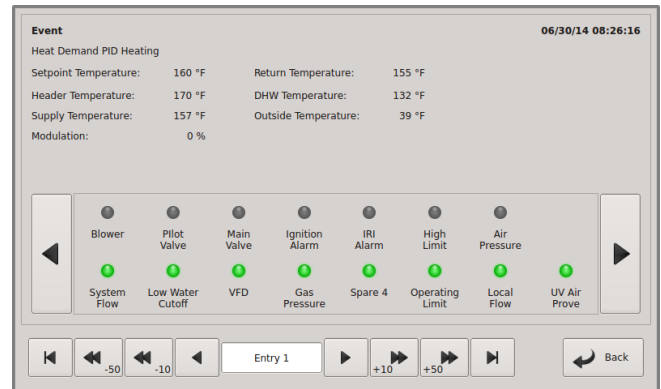 Event 06/30/14 08:26:16
Heat Demand PID Heating
Setpoint Temperature: 160 °F Return Temperature: 155 °F
Header Temperature: 170 °F DHW Temperature: 132 °F
Supply Temperature: 157 °F Outside Temperature: 39 °F
Modulation: 0 %
Blower PIlot Main Ignition IRI High Air
Valve Valve Alarm Alarm Limit Pressure
System Low Water VFD Gas Spare 4 Operating Local UV Air
Flow Cutoff Pressure Limit Flow Prove
-50 -10 Entry 1 +10 +50 Back